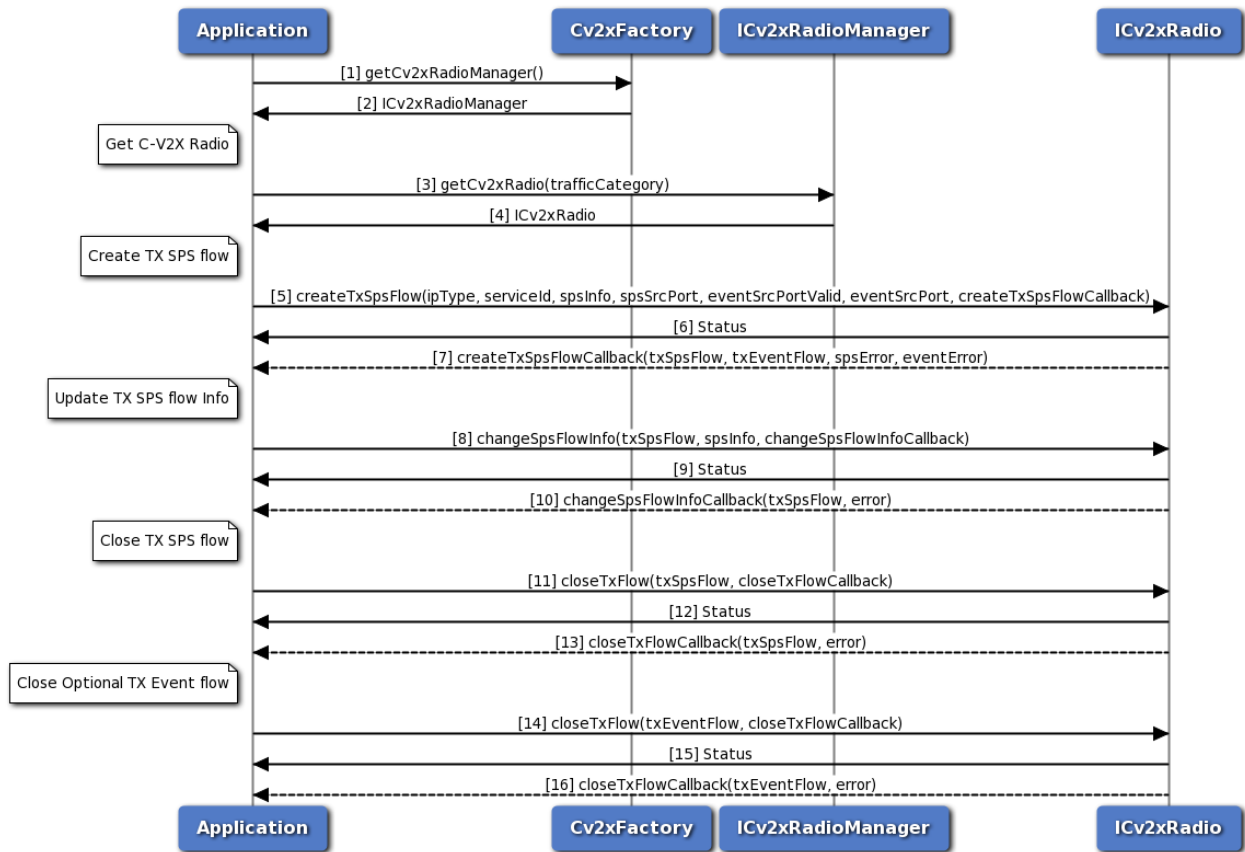 Application
Cv2xFactory
ICv2xRadioManager
ICv2xRadio
[1] getCv2xRadioManager()
[2] ICv2xRadioManager
Get C-V2X Radio
[3] getCv2xRadio(trafficCategory)
[4] ICv2xRadio
Create TX SPS flow
[5] createTxSpsFlow(ipType, serviceId, spsInfo, spsSrcPort, eventSrcPortValid, eventSrcPort, createTxSpsFlowCallback)
[6] Status
[7] createTxSpsFlowCallback(txSpsFlow, txEventFlow, spsError, eventError)
Update TX SPS flow Info
[8] changeSpsFlowInfo(txSpsFlow, spsInfo, changeSpsFlowInfoCallback)
[9] Status
[10] changeSpsFlowInfoCallback(txSpsFlow, error)
Close TX SPS flow
[11] closeTxFlow(txSpsFlow, closeTxFlowCallback)
[12] Status
[13] closeTxFlowCallback(txSpsFlow, error)
Close Optional TX Event flow
[14] closeTxFlow(txEventFlow, closeTxFlowCallback)
[15] Status
[16] closeTxFlowCallback(txEventFlow, error)
Application
Cv2xFactory
ICv2xRadioManager
ICv2xRadio